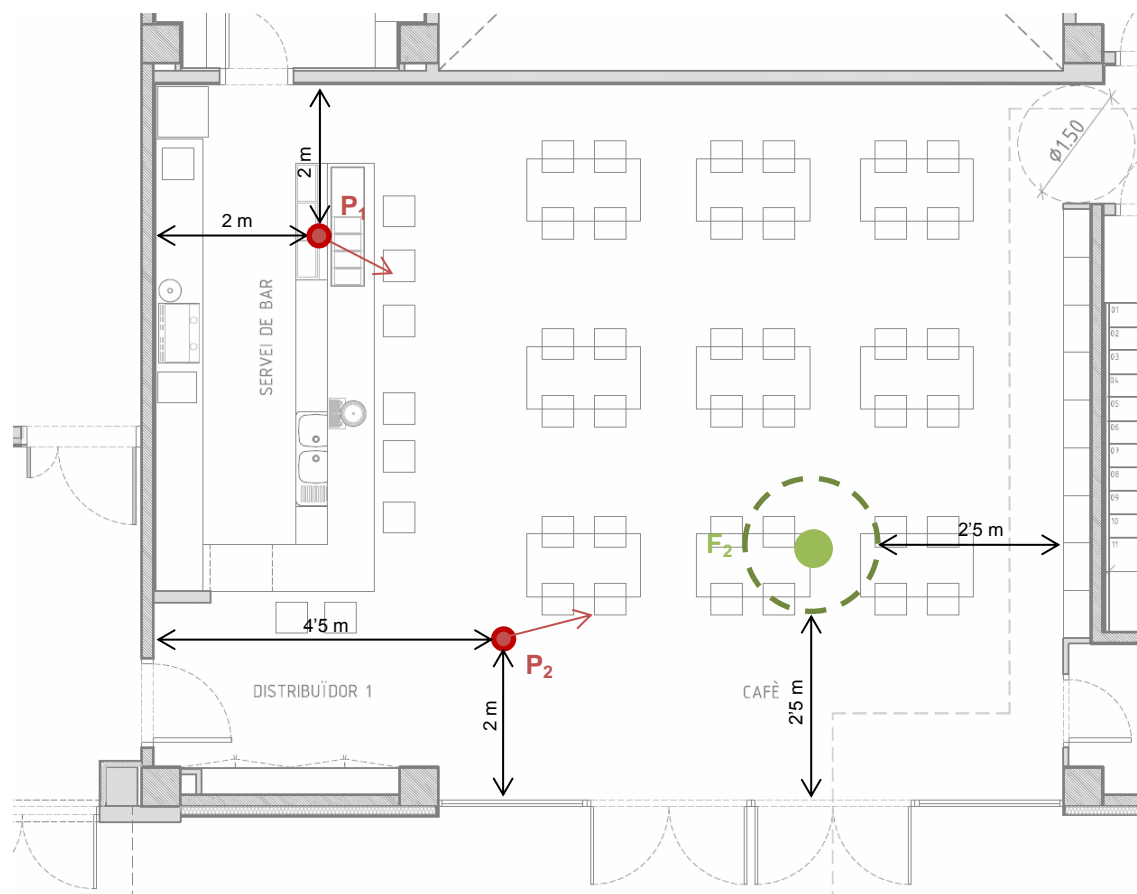 ø1.50
2 m
P1
2 m
SERVEI DE BAR
01
02
03
04
05
06
07
08
09
10
11
F2
2'5 m
4'5 m
P2
DISTRIBUÏDOR 1
2 m
CAFÈ
2'5 m